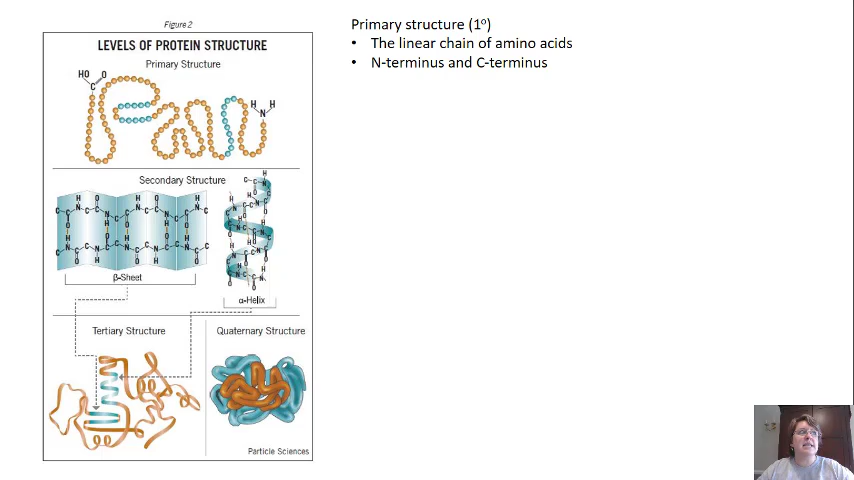 Figure 2
LEVELS OF PROTEIN STRUCTURE
Primary Structure
HO O
C
H H
N
Secondary Structure
β-Sheet
α-Helix
Tertiary Structure
Quaternary Structure
Particle Sciences
Primary structure (1º)
• The linear chain of amino acids
• N-terminus and C-terminus